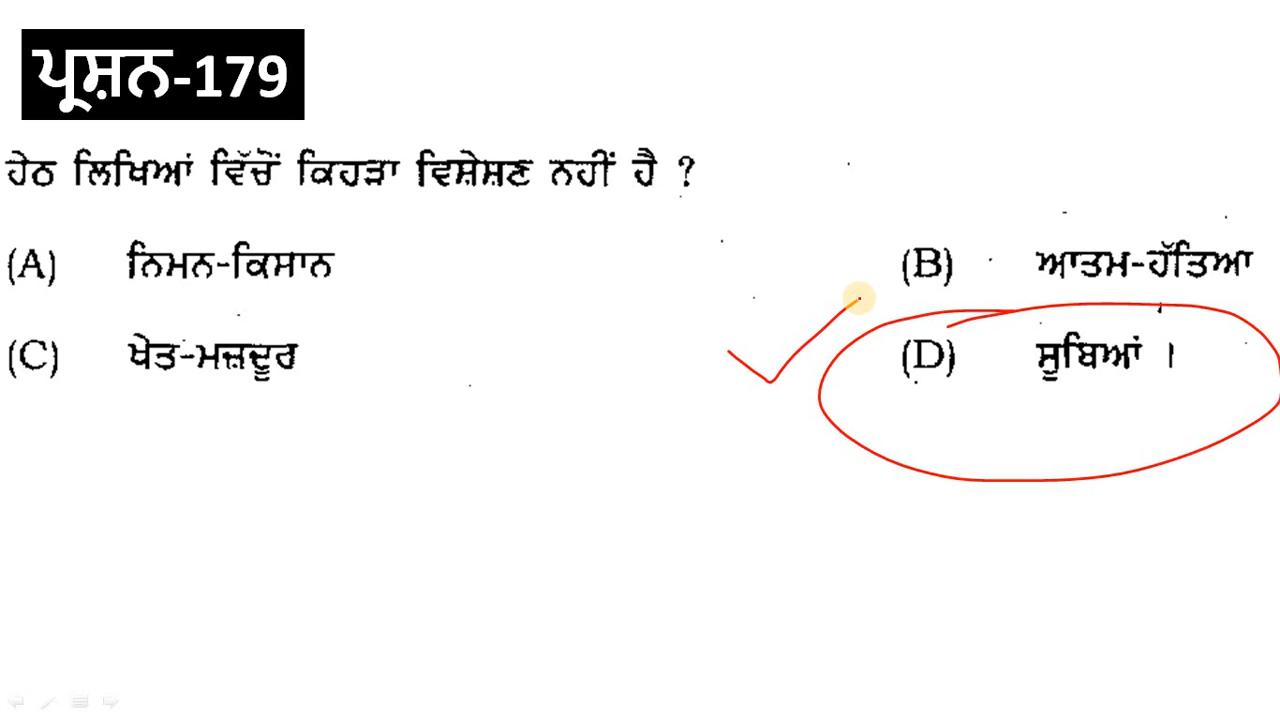 ਪ੍ਰਸ਼ਨ-179
ਹੇਠ ਲਿਖਿਆਂ ਵਿੱਚੋਂ ਕਿਹੜਾ ਵਿਸ਼ੇਸ਼ਣ ਨਹੀਂ ਹੈ ?
(A) ਨਿਮਨ-ਕਿਸਾਨ (B) ਆਤਮ-ਹੱਤਿਆ
(C) ਖੇਤ-ਮਜ਼ਦੂਰ (D) ਸੂਬਿਆਂ ।